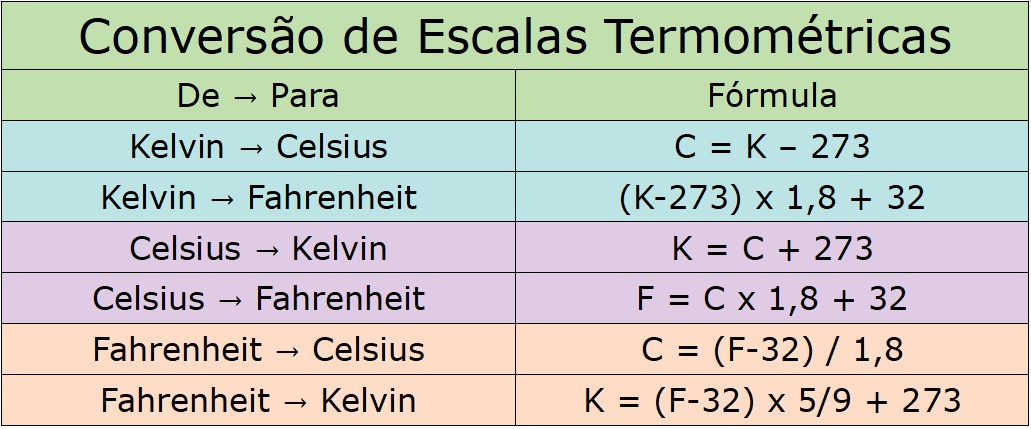 Conversão de Escalas Termométricas
De → Para Fórmula
Kelvin → Celsius C = K – 273
Kelvin → Fahrenheit (K-273) x 1,8 + 32
Celsius → Kelvin K = C + 273
Celsius → Fahrenheit F = C x 1,8 + 32
Fahrenheit → Celsius C = (F-32) / 1,8
Fahrenheit → Kelvin K = (F-32) x 5/9 + 273